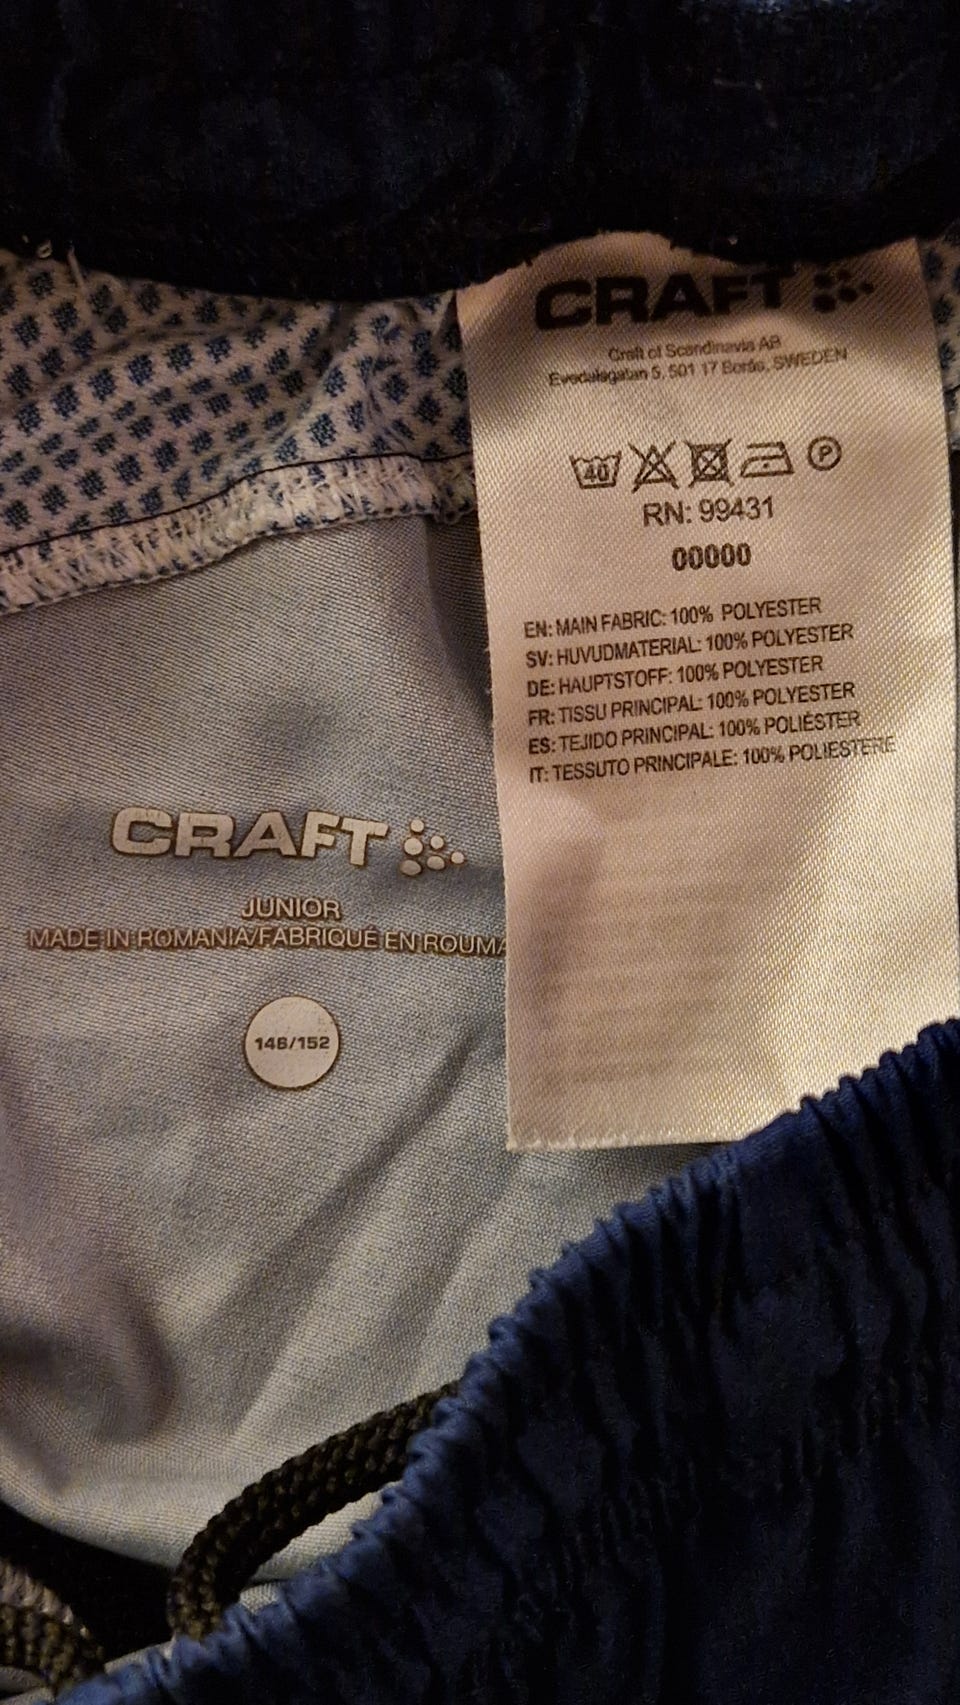 CRAFT
Craft of Scandinavia AB
Evedalsgatan 5, 501 17 Borås, SWEDEN
40 P
RN: 99431
00000
EN: MAIN FABRIC: 100% POLYESTER
SV: HUVUDMATERIAL: 100% POLYESTER
DE: HAUPTSTOFF: 100% POLYESTER
FR: TISSU PRINCIPAL: 100% POLYESTER
ES: TEJIDO PRINCIPAL: 100% POLIÉSTER
IT: TESSUTO PRINCIPALE: 100% POLIESTERE
CRAFT
JUNIOR
MADE IN ROMANIA/FABRIQUÉ EN ROUMA
146/152